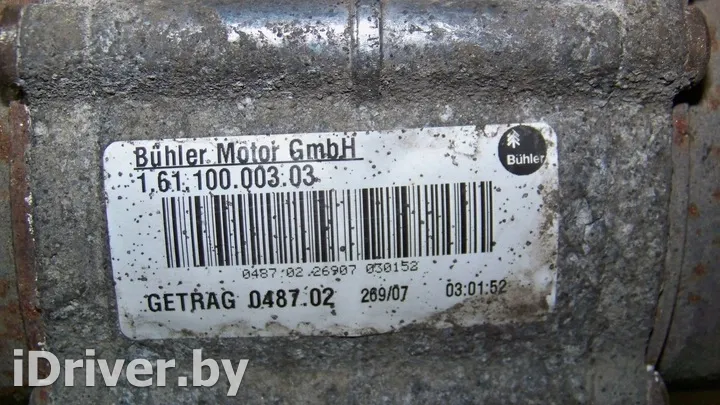 Bühler Motor GmbH
1.61.100.003.03
Bühler
0487.02 26907 030152
GETRAG 0487.02 269/07 03:01:52
iDriver.by